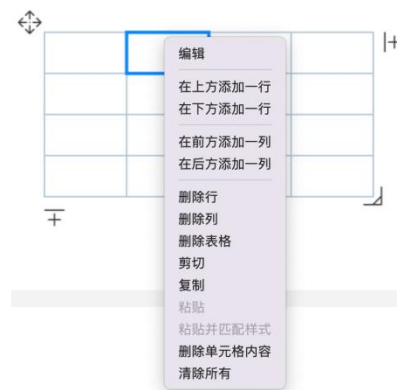 编辑
在上方添加一行
在下方添加一行
在前方添加一列
在后方添加一列
删除行
删除列
删除表格
剪切
复制
粘贴
粘贴并匹配样式
删除单元格内容
清除所有